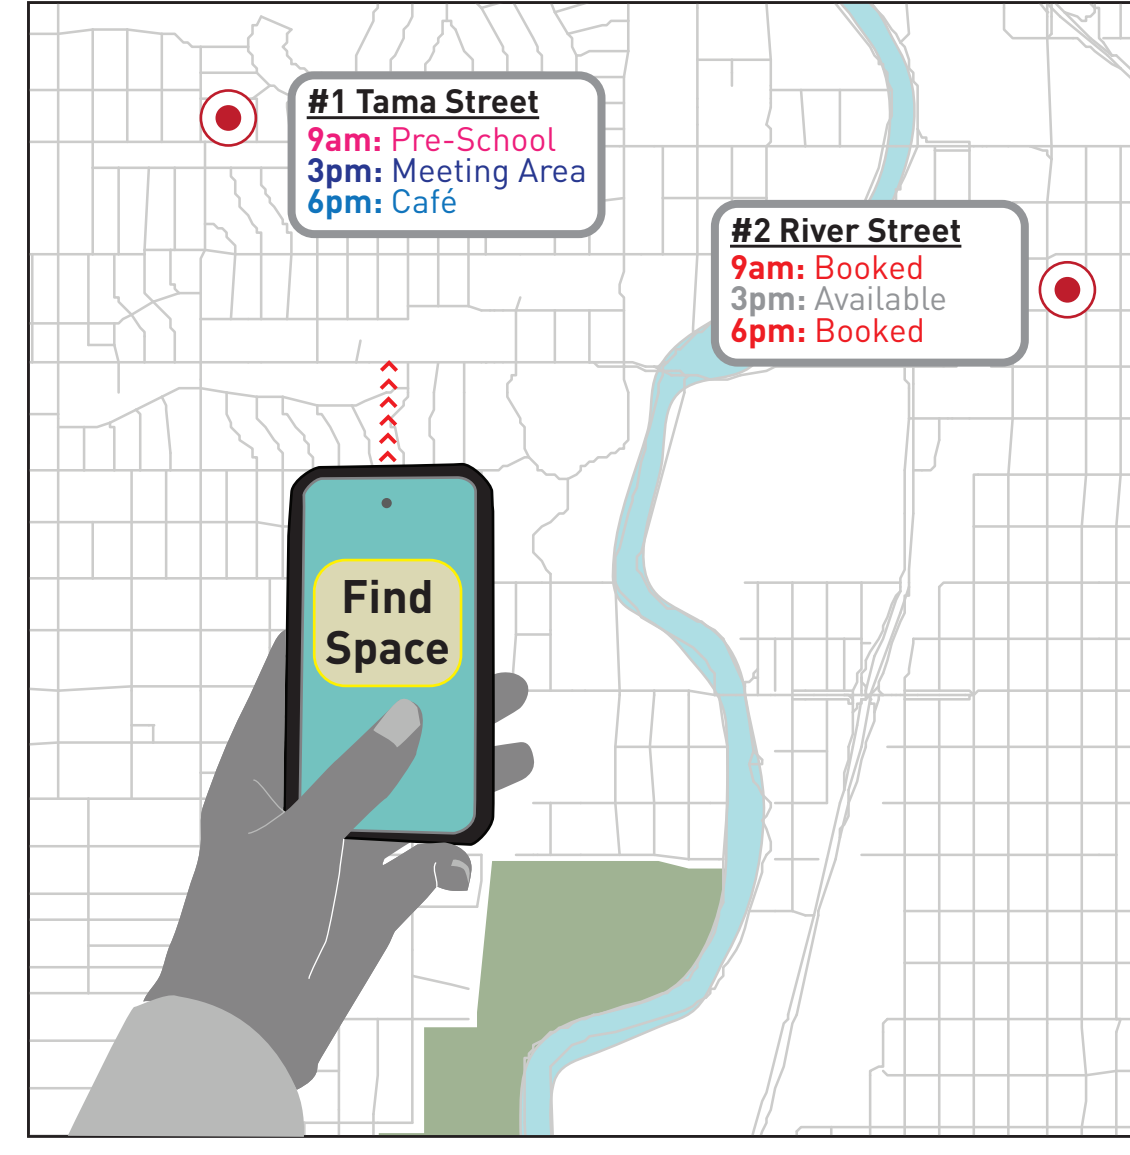 #1 Tama Street
9am: Pre-School
3pm: Meeting Area
6pm: Café
#2 River Street
9am: Booked
3pm: Available
6pm: Booked
Find
Space